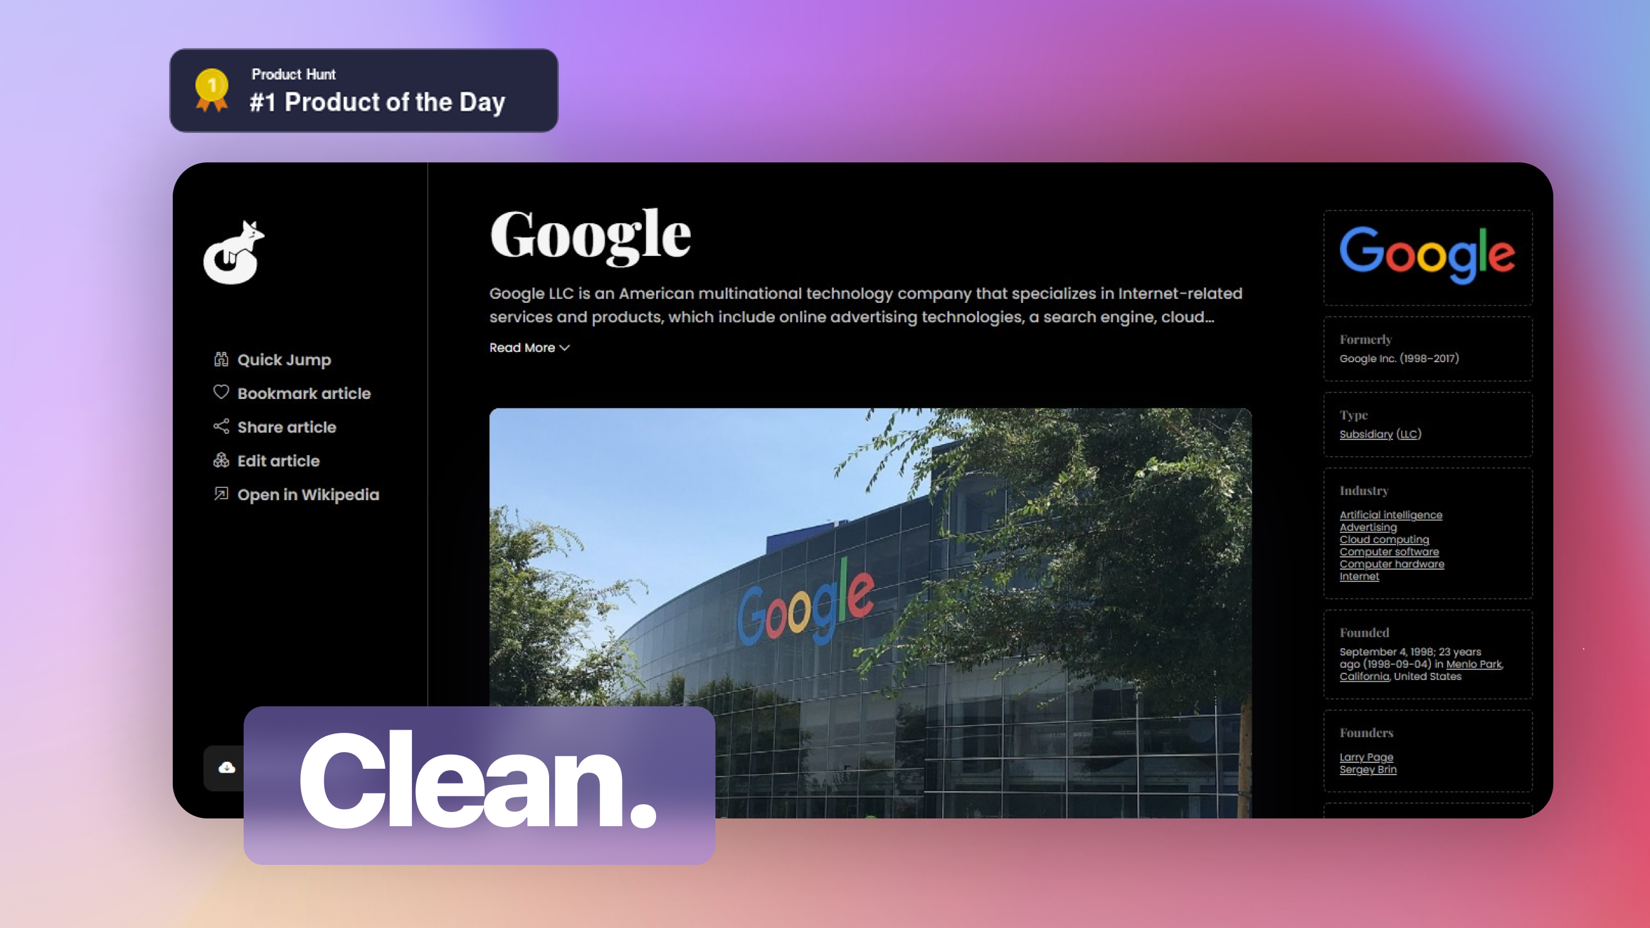 Product Hunt
#1 Product of the Day
1
Quick Jump
Bookmark article
Share article
Edit article
Open in Wikipedia
Google
Google LLC is an American multinational technology company that specializes in Internet-related
services and products, which include online advertising technologies, a search engine, cloud...
Read More
Google
Google
Formerly
Google Inc. (1998–2017)
Type
Subsidiary (LLC)
Industry
Artificial intelligence
Advertising
Cloud computing
Computer software
Computer hardware
Internet
Founded
September 4, 1998; 23 years
ago (1998-09-04) in Menlo Park,
California, United States
Founders
Larry Page
Sergey Brin
Clean.